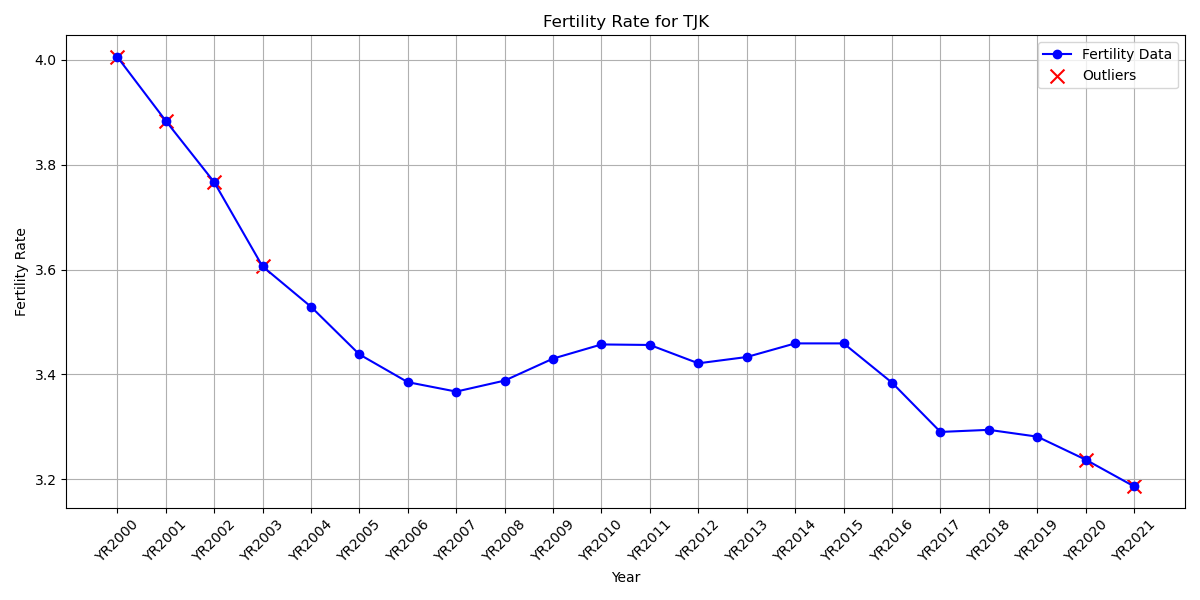 Fertility Rate for TJK
Fertility Data
Outliers
Fertility Rate
4.0
3.8
3.6
3.4
3.2
YR2000
YR2001
YR2002
YR2003
YR2004
YR2005
YR2006
YR2007
YR2008
YR2009
YR2010
YR2011
YR2012
YR2013
YR2014
YR2015
YR2016
YR2017
YR2018
YR2019
YR2020
YR2021
Year